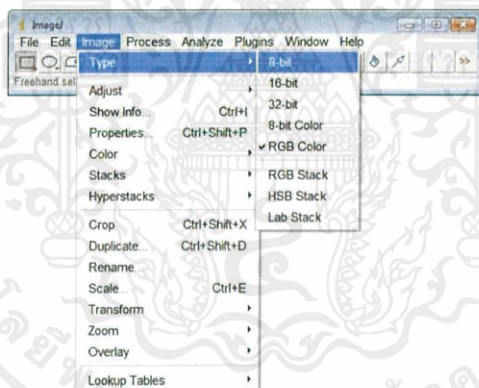 ImageJ
File Edit Image Process Analyze Plugins Window Help
Freehand sel
Type
Adjust
Show Info... Ctrl+I
Properties... Ctrl+Shift+P
Color
Stacks
Hyperstacks
Crop Ctrl+Shift+X
Duplicate... Ctrl+Shift+D
Rename...
Scale... Ctrl+E
Transform
Zoom
Overlay
Lookup Tables
8-bit
16-bit
32-bit
8-bit Color
RGB Color
RGB Stack
HSB Stack
Lab Stack